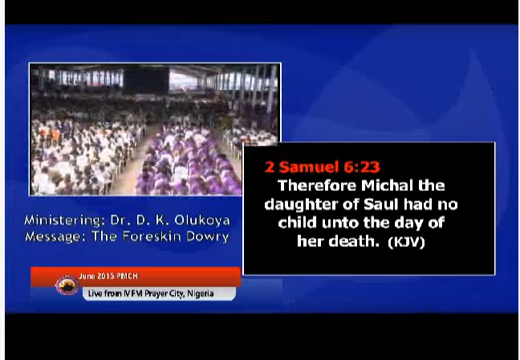 2 Samuel 6:23
Therefore Michal the
daughter of Saul had no
child unto the day of
her death. (KJV)
Ministering: Dr. D. K. Olukoya
Message: The Foreskin Dowry
June 2015 PMCH
Live from MFM Prayer City, Nigeria